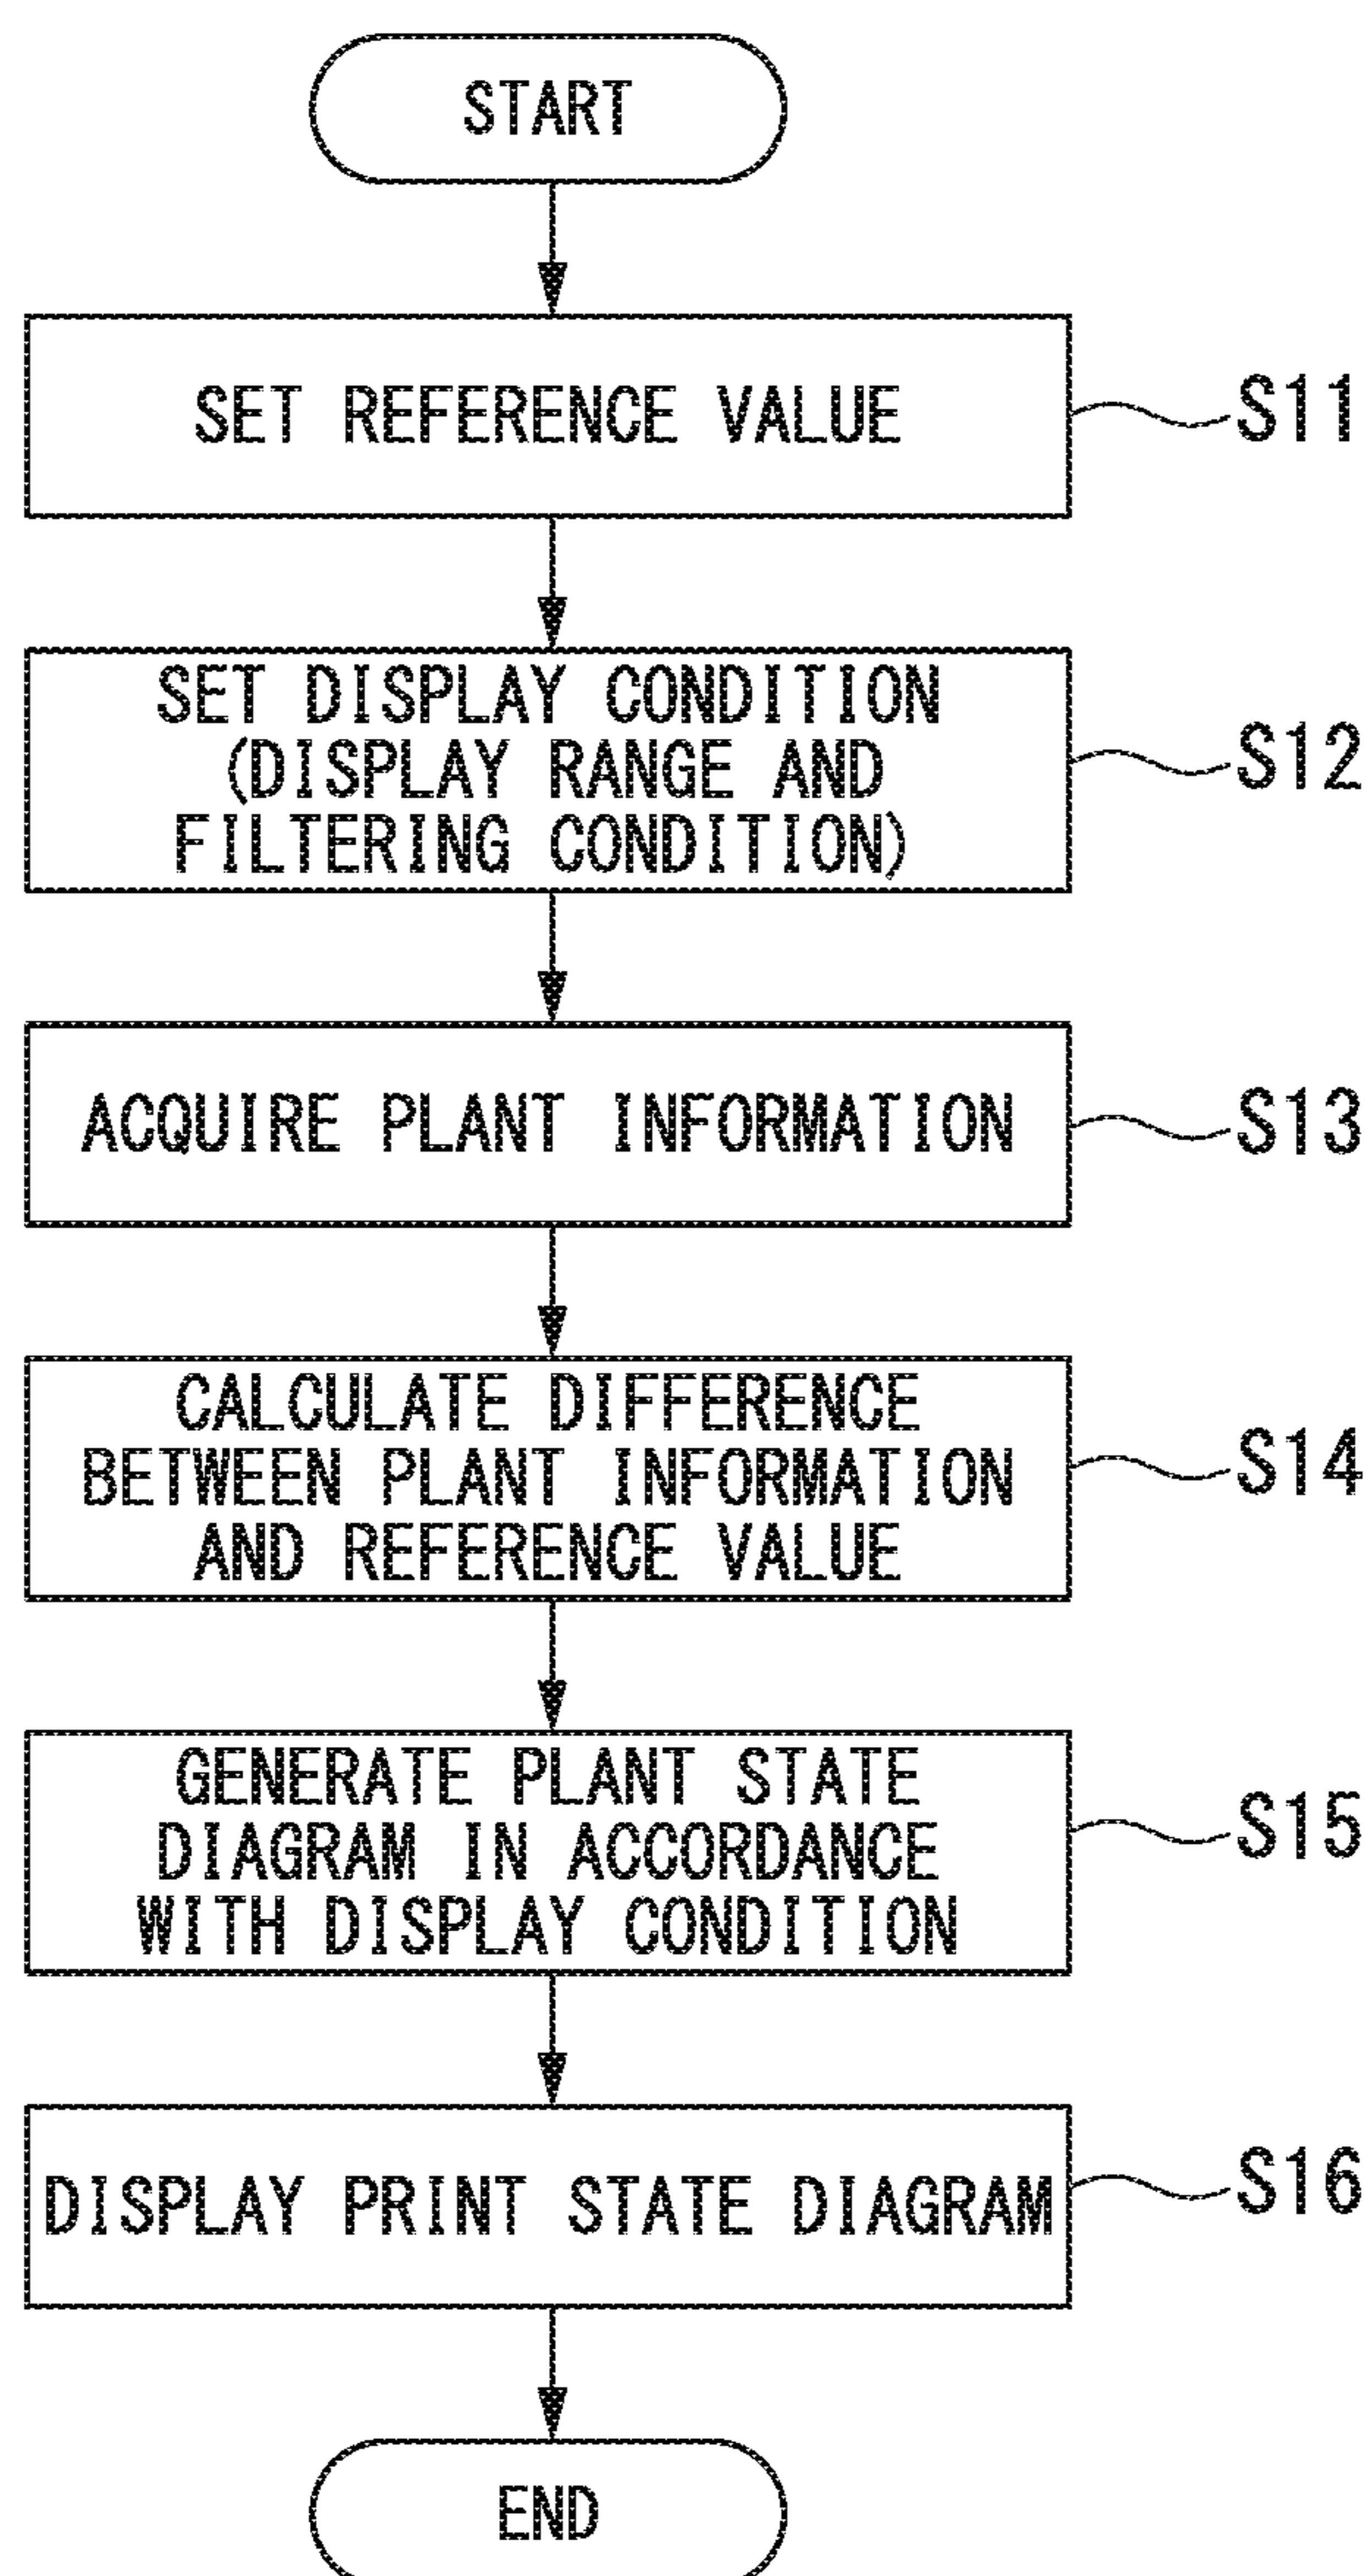 START
SET REFERENCE VALUE
S11
SET DISPLAY CONDITION
(DISPLAY RANGE AND
FILTERING CONDITION)
S12
ACQUIRE PLANT INFORMATION
S13
CALCULATE DIFFERENCE
BETWEEN PLANT INFORMATION
AND REFERENCE VALUE
S14
GENERATE PLANT STATE
DIAGRAM IN ACCORDANCE
WITH DISPLAY CONDITION
S15
DISPLAY PRINT STATE DIAGRAM
S16
END